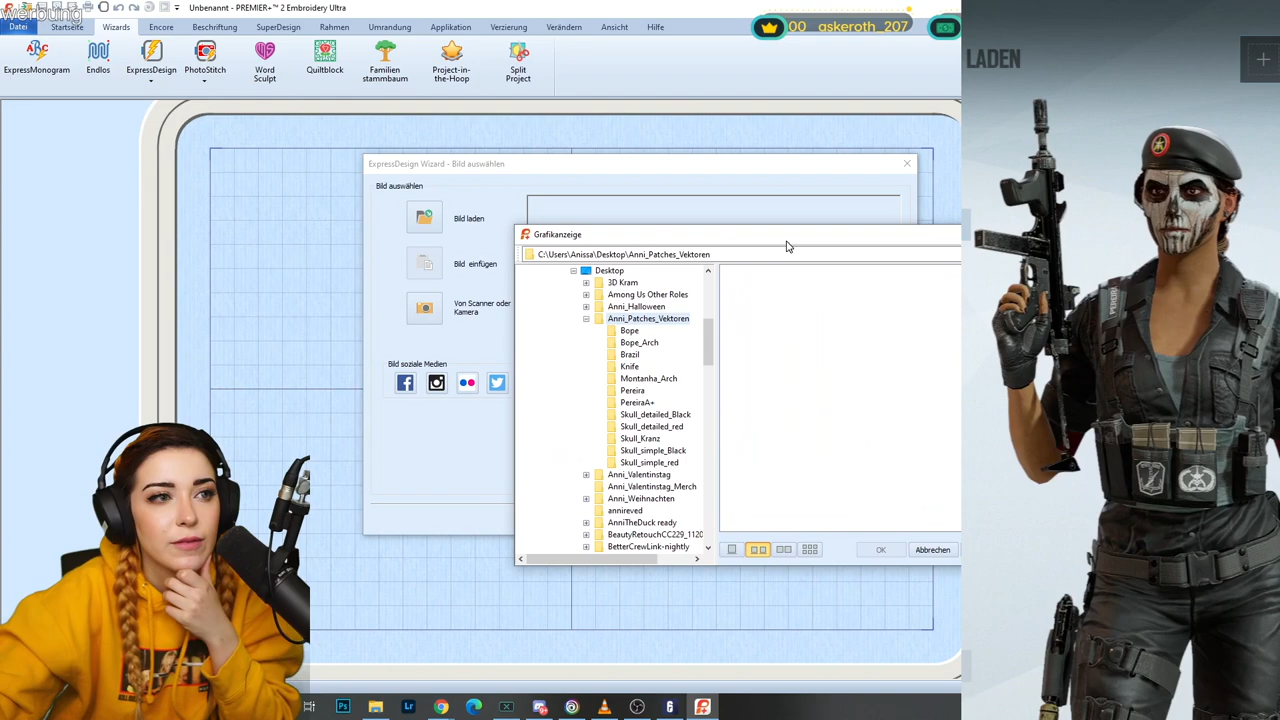 werbung
Unbenannt - PREMIER+™ 2 Embroidery Ultra
Datei Startseite Wizards Encore Beschriftung SuperDesign Rahmen Umrandung Applikation Verzierung Verändern Ansicht Hilfe
00_askeroth_207
ExpressMonogram
Endlos
ExpressDesign
PhotoStitch
Word Sculpt
Quiltblock
Familien stammbaum
Project-in-the-Hoop
Split Project
LADEN
ExpressDesign Wizard - Bild auswählen
Bild auswählen
Bild laden
Bild einfügen
Von Scanner oder
Kamera
Bild soziale Medien
Grafikanzeige
C:\Users\Anissa\Desktop\Anni_Patches_Vektoren
Desktop
3D Kram
Among Us Other Roles
Anni_Halloween
Anni_Patches_Vektoren
Bope
Bope_Arch
Brazil
Knife
Montanha_Arch
Pereira
PereiraA+
Skull_detailed_Black
Skull_detailed_red
Skull_Kranz
Skull_simple_Black
Skull_simple_red
Anni_Valentinstag
Anni_Valentinstag_Merch
Anni_Weihnachten
annireved
AnniTheDuck ready
BeautyRetouchCC229_1120
BetterCrewLink-nightly
OK
Abbrechen